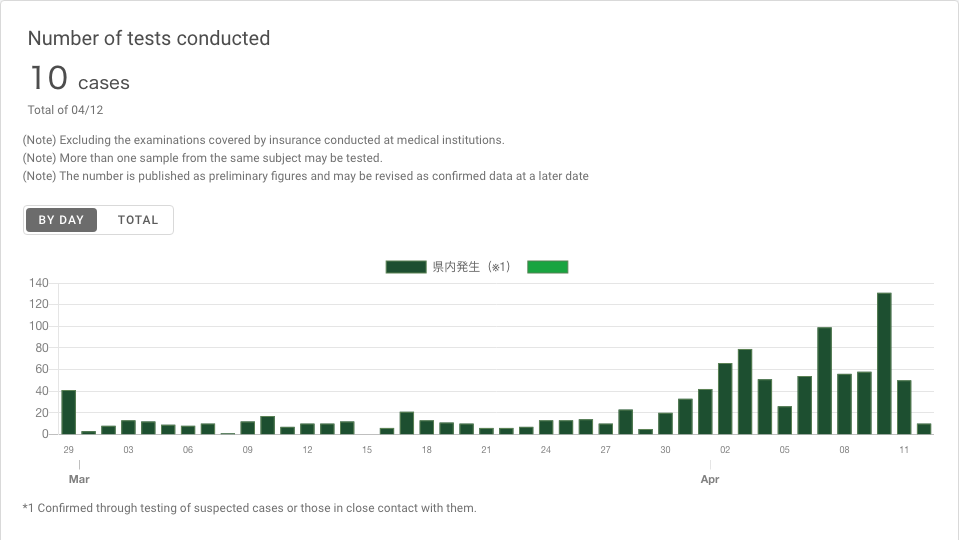 Number of tests conducted
10 cases
Total of 04/12
(Note) Excluding the examinations covered by insurance conducted at medical institutions.
(Note) More than one sample from the same subject may be tested.
(Note) The number is published as preliminary figures and may be revised as confirmed data at a later date
BY DAY TOTAL
県内発生（※1）
140
120
100
80
60
40
20
0
29 03 06 09 12 15 18 21 24 27 30 02 05 08 11
Mar Apr
*1 Confirmed through testing of suspected cases or those in close contact with them.